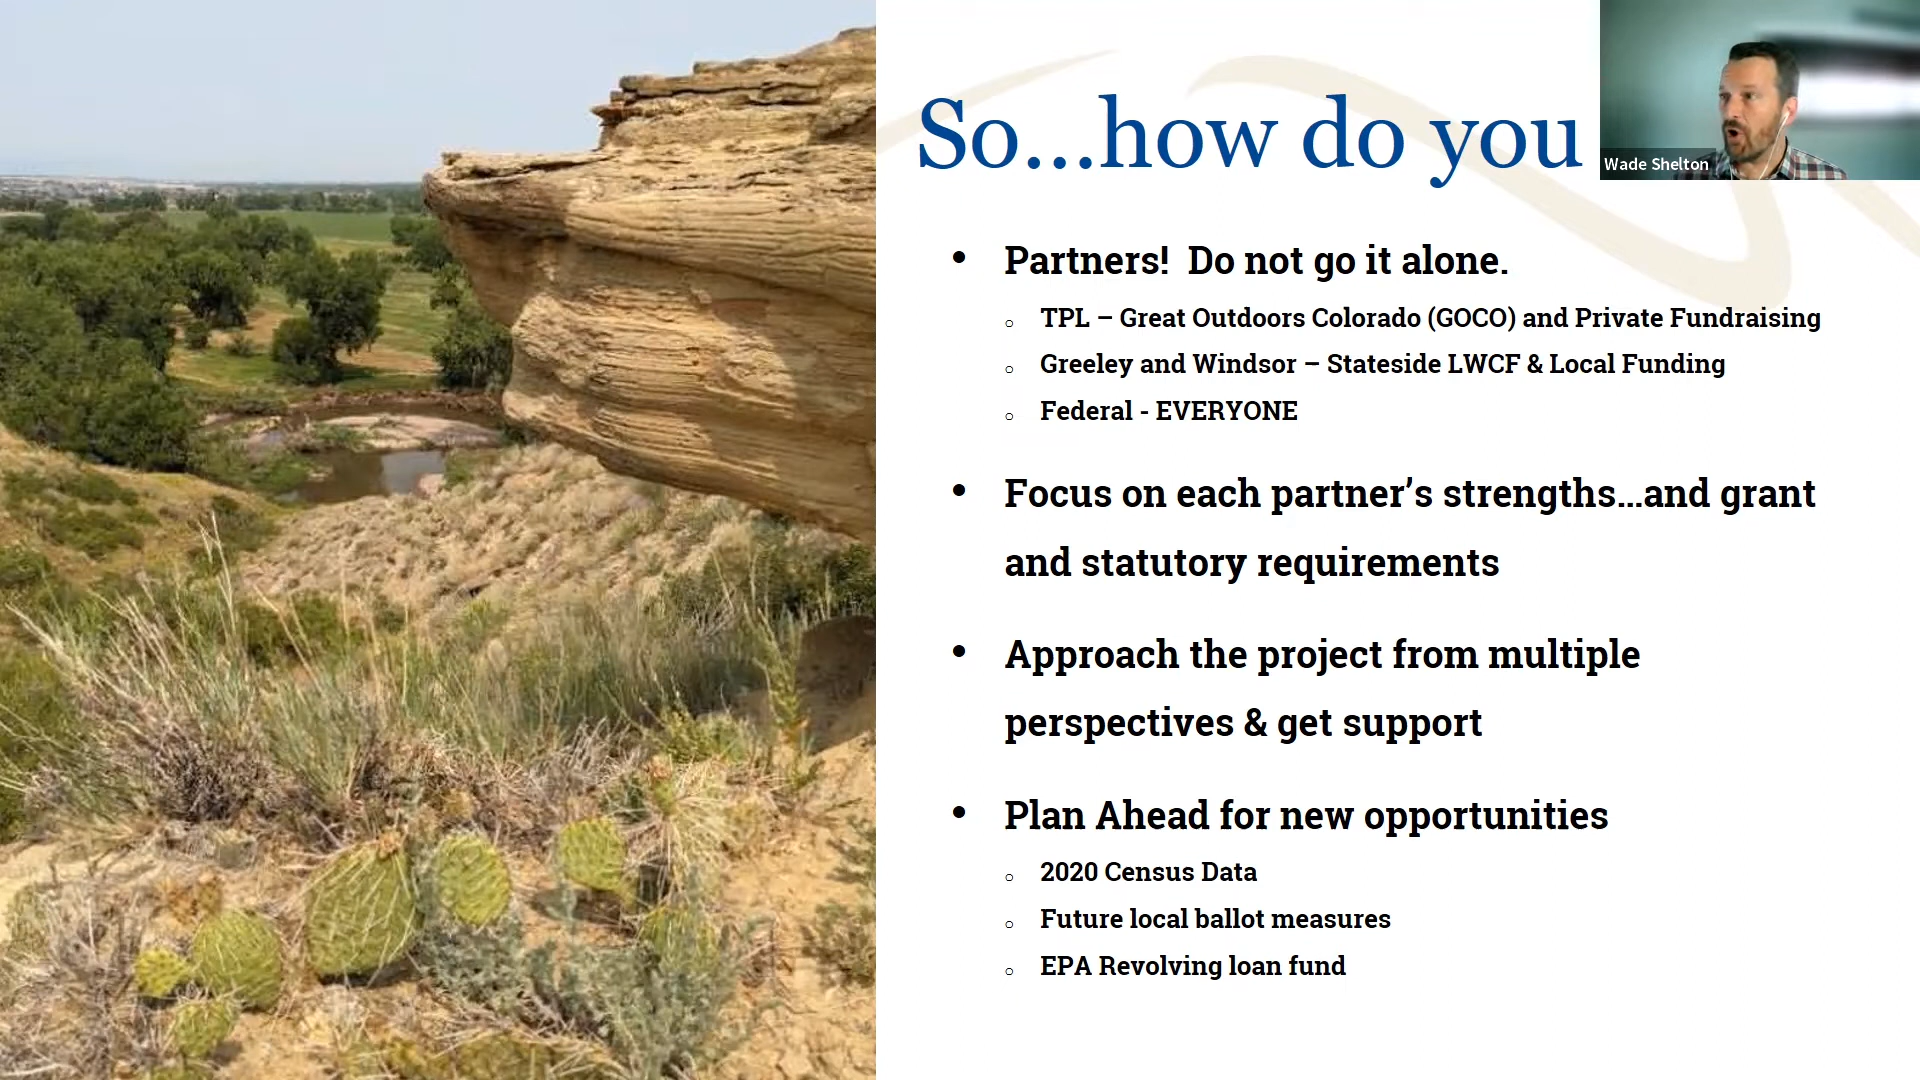 So...how do you
Wade Shelton
• Partners!  Do not go it alone.
○ TPL – Great Outdoors Colorado (GOCO) and Private Fundraising
○ Greeley and Windsor – Stateside LWCF & Local Funding
○ Federal - EVERYONE
• Focus on each partner’s strengths...and grant
and statutory requirements
• Approach the project from multiple
perspectives & get support
• Plan Ahead for new opportunities
○ 2020 Census Data
○ Future local ballot measures
○ EPA Revolving loan fund